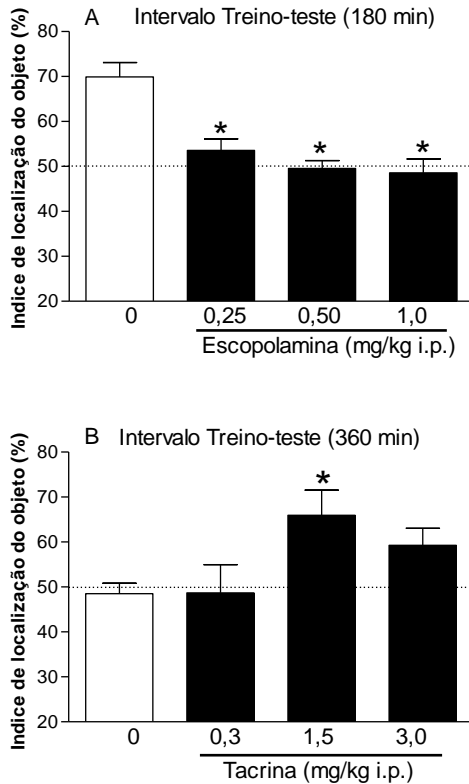 A Intervalo Treino-teste (180 min)
Indice de localização do objeto (%)
80
70
60
50
40
30
20
* * *
0 0,25 0,50 1,0
Escopolamina (mg/kg i.p.)
B Intervalo Treino-teste (360 min)
Indice de localização do objeto (%)
80
70
60
50
40
30
20
*
0 0,3 1,5 3,0
Tacrina (mg/kg i.p.)